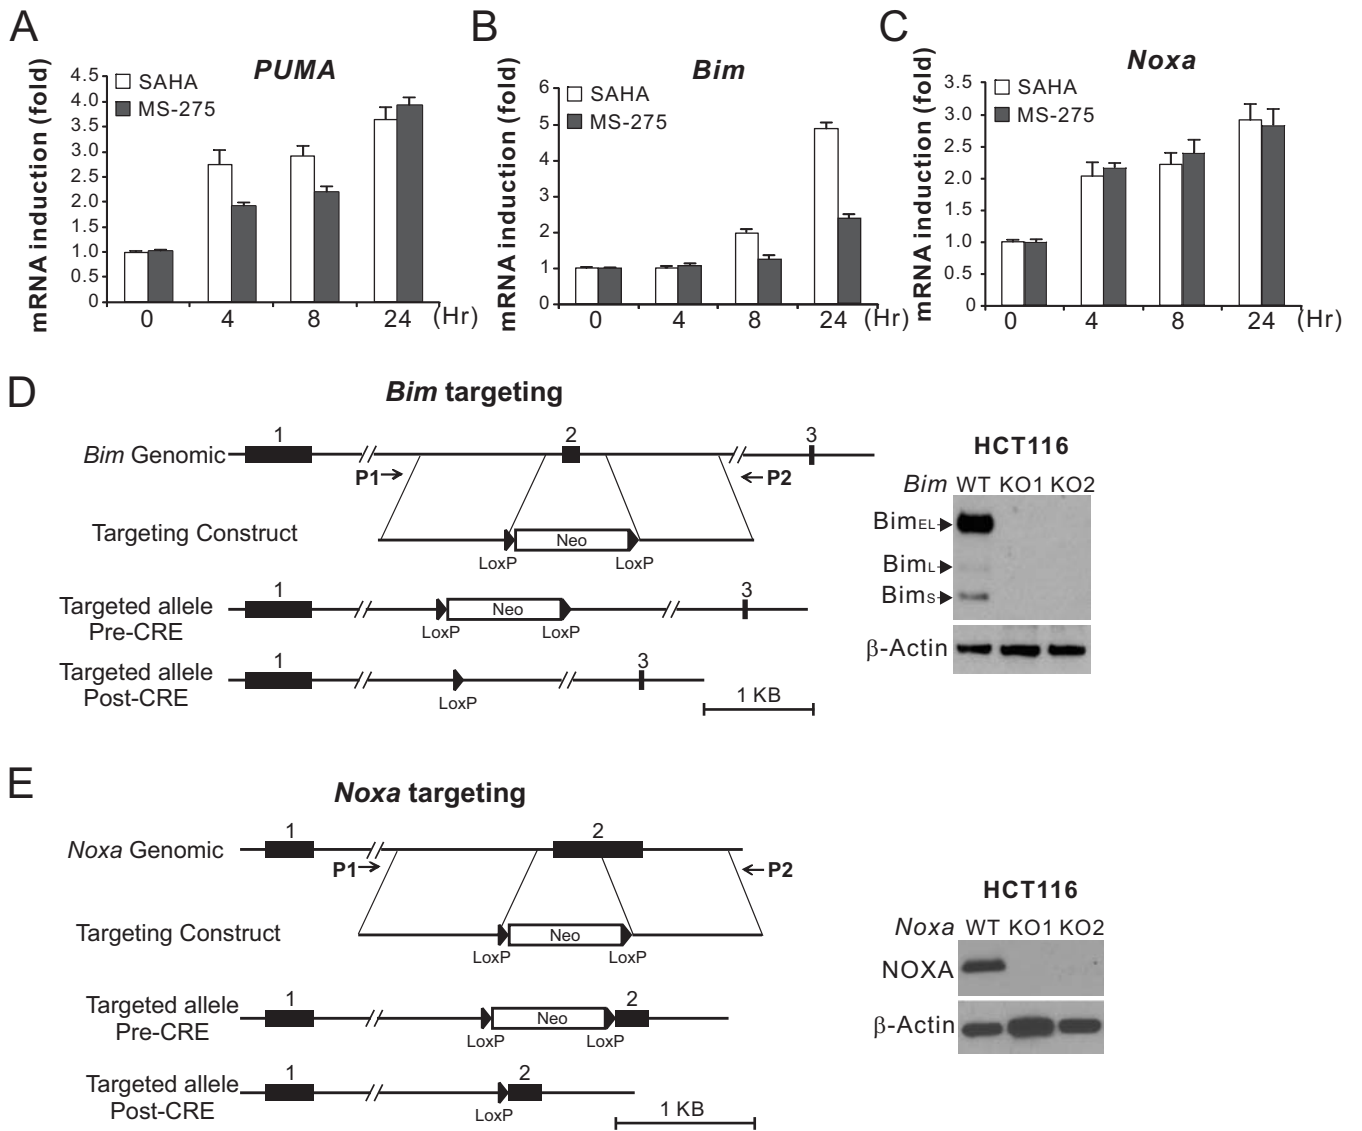 A
PUMA
mRNA induction (fold)
4.5
4.0
3.5
3.0
2.5
2.0
1.5
1.0
0.5
0
SAHA
MS-275
0 4 8 24 (Hr)
B
Bim
mRNA induction (fold)
6
5
4
3
2
1
0
SAHA
MS-275
0 4 8 24 (Hr)
C
Noxa
mRNA induction (fold)
3.5
3.0
2.5
2.0
1.5
1.0
0.5
0
SAHA
MS-275
0 4 8 24 (Hr)
D
Bim targeting
1 2 3
Bim Genomic
P1 P2
Targeting Construct
Neo
LoxP LoxP
1 3
Targeted allele
Pre-CRE
Neo
LoxP LoxP
1 3
Targeted allele
Post-CRE
LoxP
1 KB
HCT116
Bim WT KO1 KO2
BimEL
BimL
BimS
β-Actin
E
Noxa targeting
1 2
Noxa Genomic
P1 P2
Targeting Construct
Neo
LoxP LoxP
1 2
Targeted allele
Pre-CRE
Neo
LoxP LoxP
1 2
Targeted allele
Post-CRE
LoxP
1 KB
HCT116
Noxa WT KO1 KO2
NOXA
β-Actin